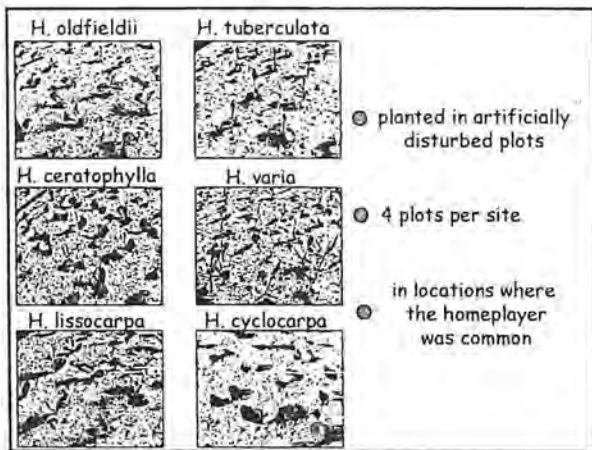 H. oldfieldii
H. tuberculata
H. ceratophylla
H. varia
H. lissocarpa
H. cyclocarpa
planted in artificially
disturbed plots
4 plots per site
in locations where
the homeplayer
was common